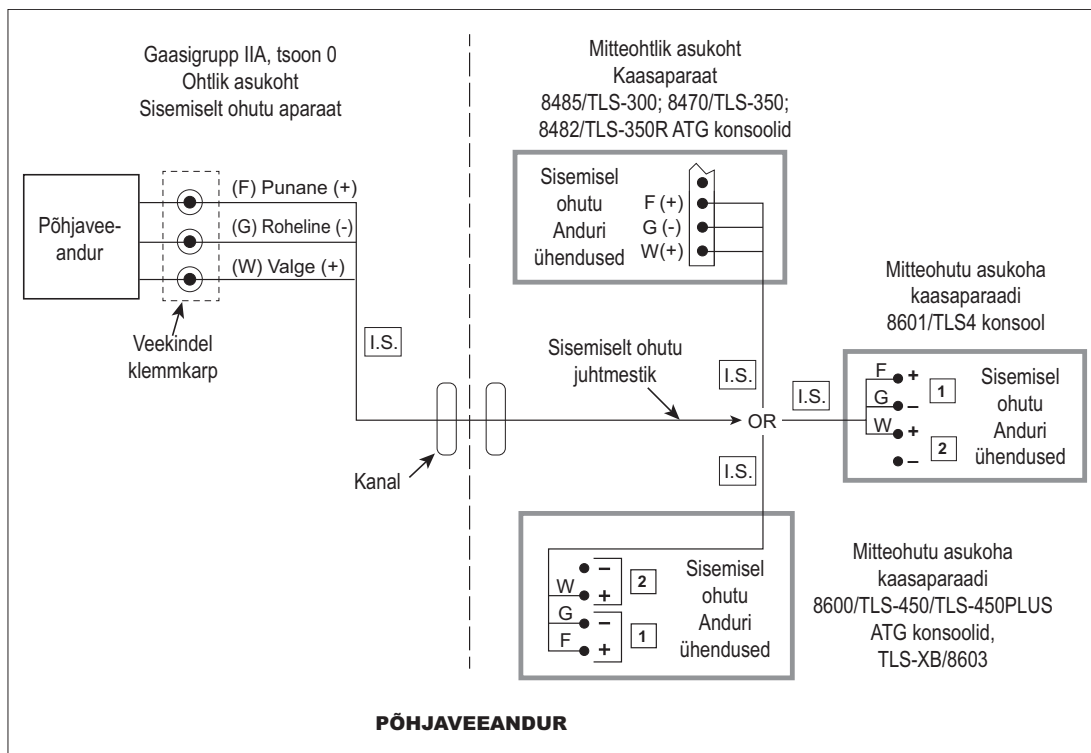 Gaasigrupp IIA, tsoon 0
Ohtlik asukoht
Sisemiselt ohutu aparaat
Põhjavee-
andur
(F) Punane (+)
(G) Roheline (-)
(W) Valge (+)
Veekindel
klemmkarp
I.S.
Kanal
Mitteohtlik asukoht
Kaasaparaat
8485/TLS-300; 8470/TLS-350;
8482/TLS-350R ATG konsoolid
Sisemisel
ohutu
Anduri
ühendused
F (+)
G (-)
W(+)
Sisemiselt ohutu
juhtmestik
I.S.
OR
I.S.
I.S.
Mitteohutu asukoha
kaasaparaadi
8601/TLS4 konsool
F +
G –
W +
–
1
2
Sisemisel
ohutu
Anduri
ühendused
–
W +
G –
F +
2
1
Sisemisel
ohutu
Anduri
ühendused
Mitteohutu asukoha
kaasaparaadi
8600/TLS-450/TLS-450PLUS
ATG konsoolid,
TLS-XB/8603
PÕHJAVEEANDUR